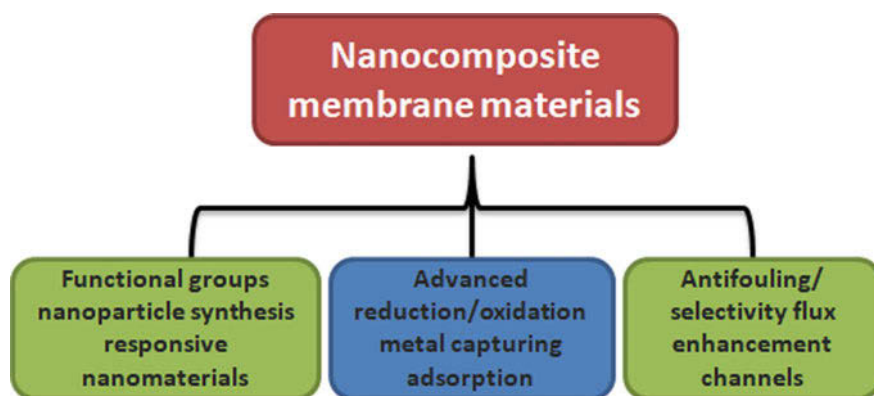 Nanocomposite
membrane materials
Functional groups
nanoparticle synthesis
responsive
nanomaterials
Advanced
reduction/oxidation
metal capturing
adsorption
Antifouling/
selectivity flux
enhancement
channels